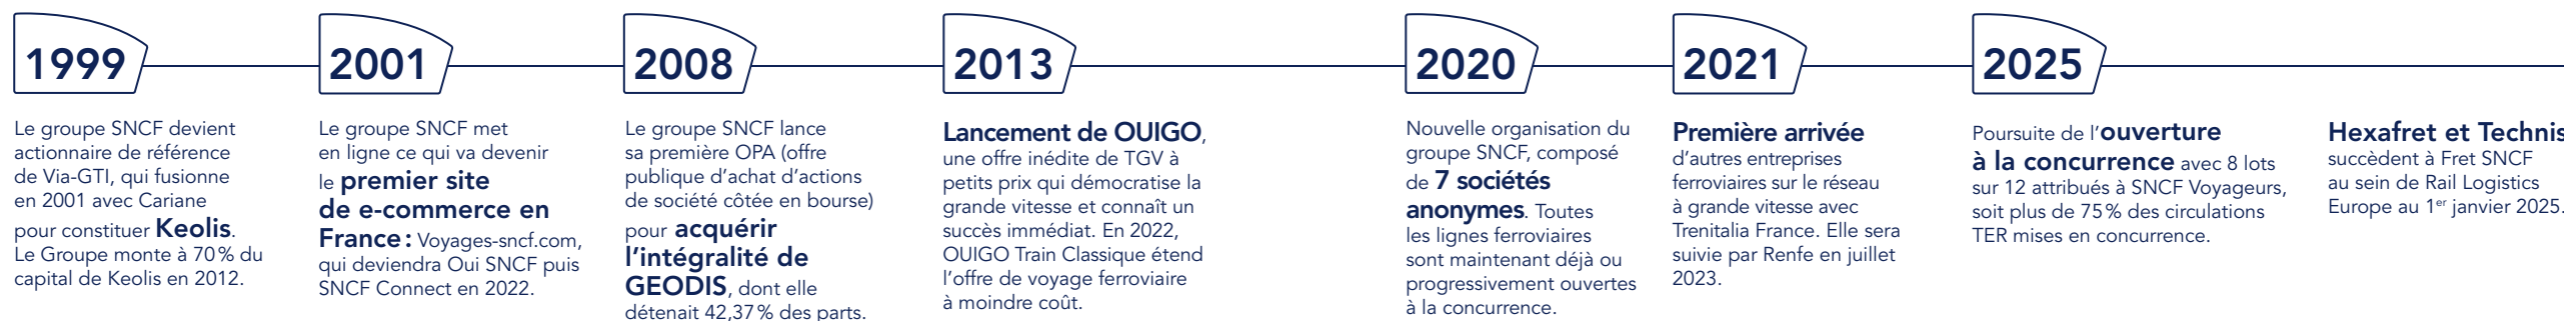 1999
Le groupe SNCF devient
actionnaire de référence
de Via-GTI, qui fusionne
en 2001 avec Cariane
pour constituer Keolis.
Le Groupe monte à 70 % du
capital de Keolis en 2012.
2001
Le groupe SNCF met
en ligne ce qui va devenir
le premier site
de e-commerce en
France : Voyages-sncf.com,
qui deviendra Oui SNCF puis
SNCF Connect en 2022.
2008
Le groupe SNCF lance
sa première OPA (offre
publique d’achat d’actions
de société côtée en bourse)
pour acquérir
l’intégralité de
GEODIS, dont elle
détenait 42,37 % des parts.
2013
Lancement de OUIGO,
une offre inédite de TGV à
petits prix qui démocratise la
grande vitesse et connaît un
succès immédiat. En 2022,
OUIGO Train Classique étend
l’offre de voyage ferroviaire
à moindre coût.
2020
Nouvelle organisation du
groupe SNCF, composé
de 7 sociétés
anonymes. Toutes
les lignes ferroviaires
sont maintenant déjà ou
progressivement ouvertes
à la concurrence.
2021
Première arrivée
d’autres entreprises
ferroviaires sur le réseau
à grande vitesse avec
Trenitalia France. Elle sera
suivie par Renfe en juillet
2023.
2025
Poursuite de l’ouverture
à la concurrence avec 8 lots
sur 12 attribués à SNCF Voyageurs,
soit plus de 75 % des circulations
TER mises en concurrence.
Hexafret et Technis
succèdent à Fret SNCF
au sein de Rail Logistics
Europe au 1er janvier 2025.